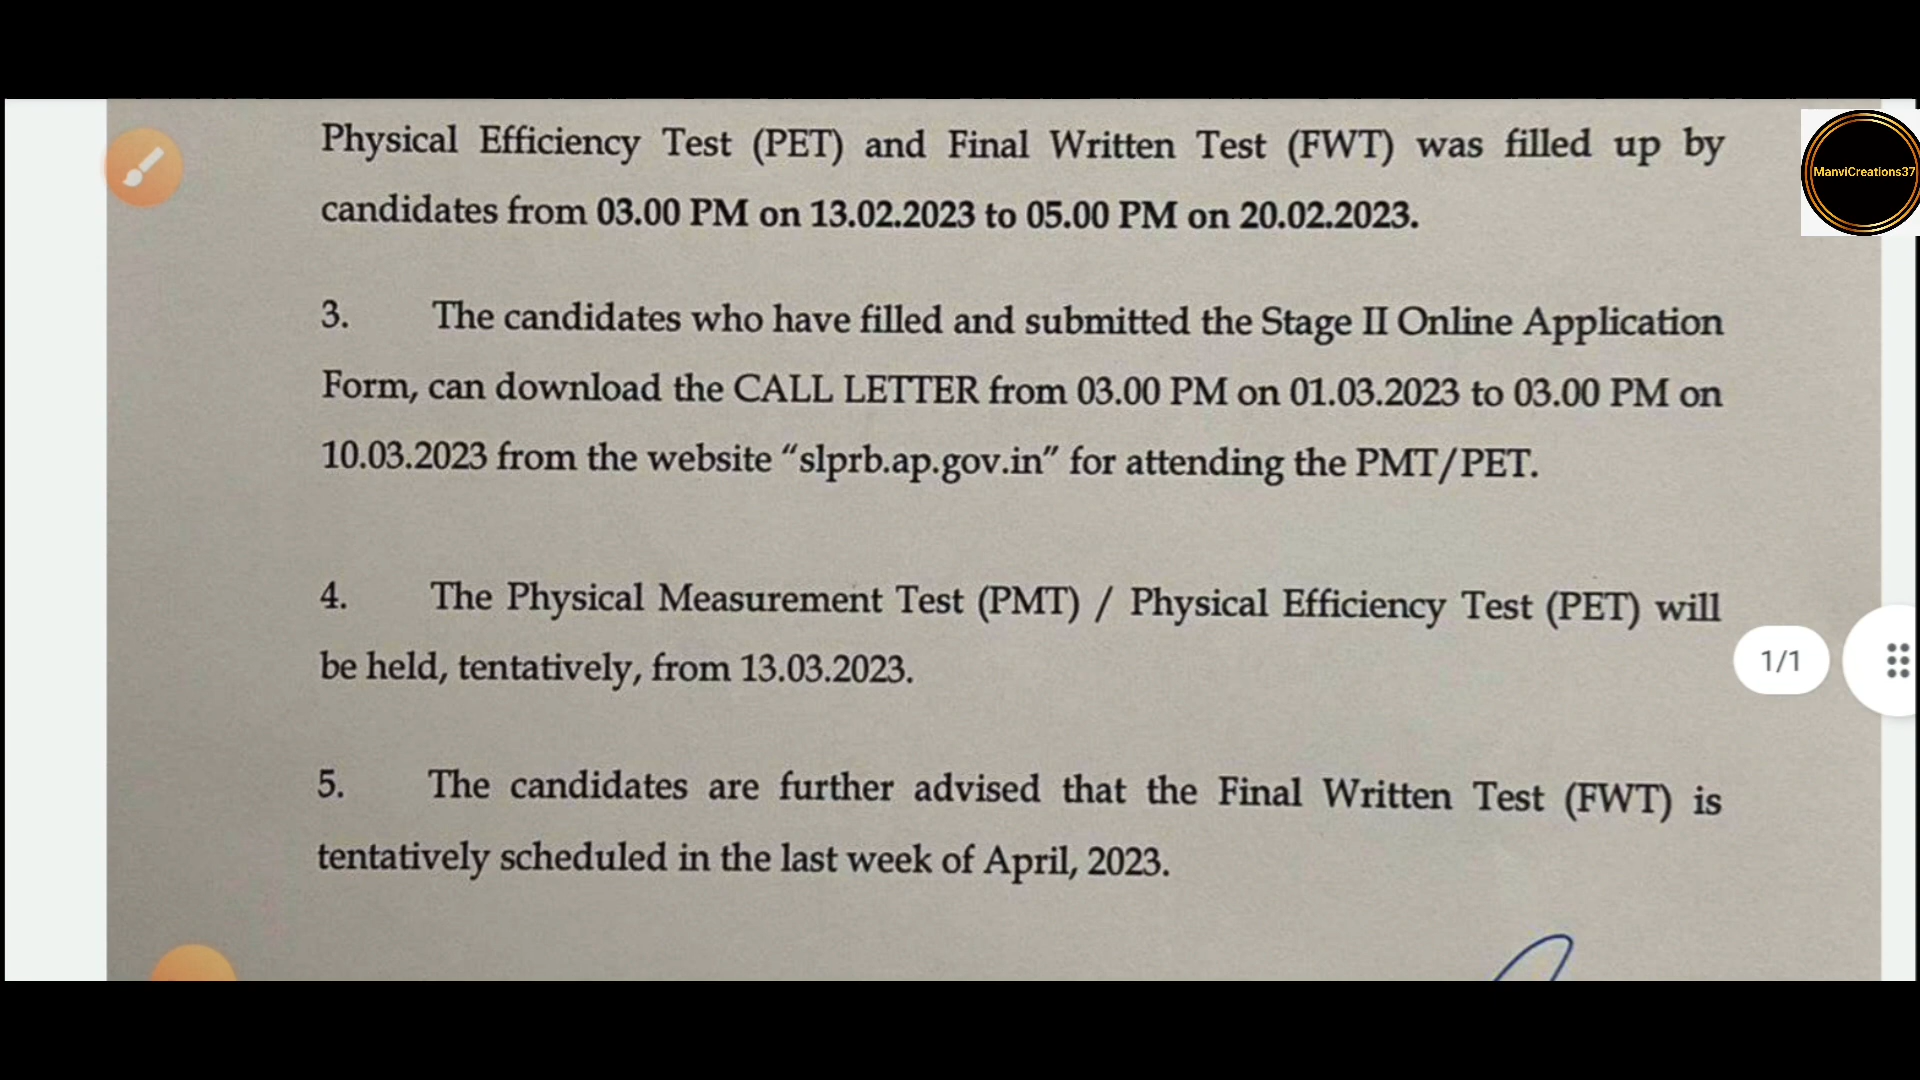 Physical Efficiency Test (PET) and Final Written Test (FWT) was filled up by
candidates from 03.00 PM on 13.02.2023 to 05.00 PM on 20.02.2023.
ManviCreations37
3. The candidates who have filled and submitted the Stage II Online Application
Form, can download the CALL LETTER from 03.00 PM on 01.03.2023 to 03.00 PM on
10.03.2023 from the website “slprb.ap.gov.in” for attending the PMT/PET.
4. The Physical Measurement Test (PMT) / Physical Efficiency Test (PET) will
be held, tentatively, from 13.03.2023.
1/1
5. The candidates are further advised that the Final Written Test (FWT) is
tentatively scheduled in the last week of April, 2023.